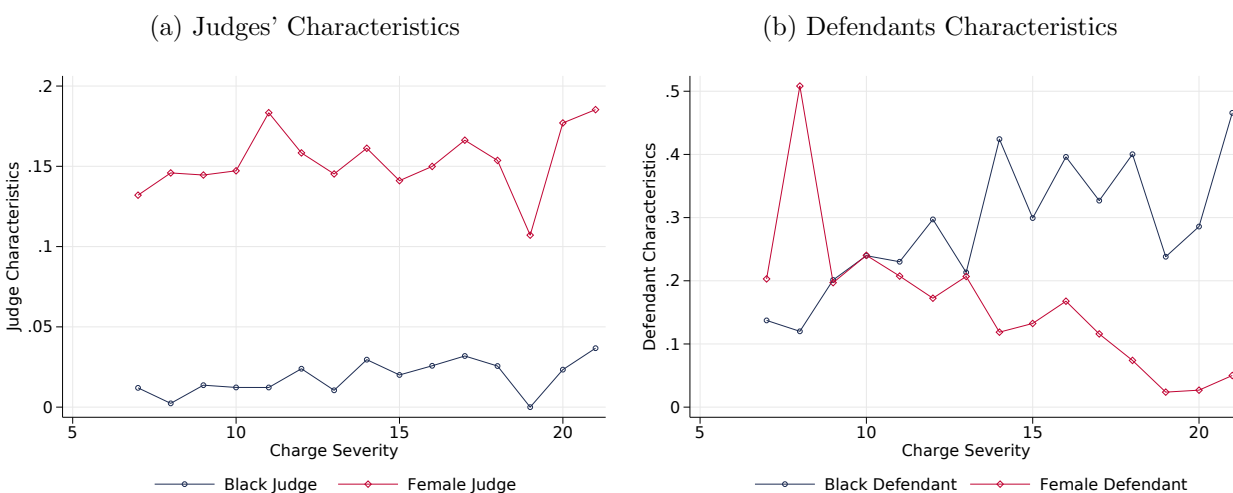 (a) Judges’ Characteristics
.2
.15
.1
.05
0
5 10 15 20
Judge Characteristics
Charge Severity
Black Judge Female Judge
(b) Defendants Characteristics
.5
.4
.3
.2
.1
0
5 10 15 20
Defendant Characteristics
Charge Severity
Black Defendant Female Defendant